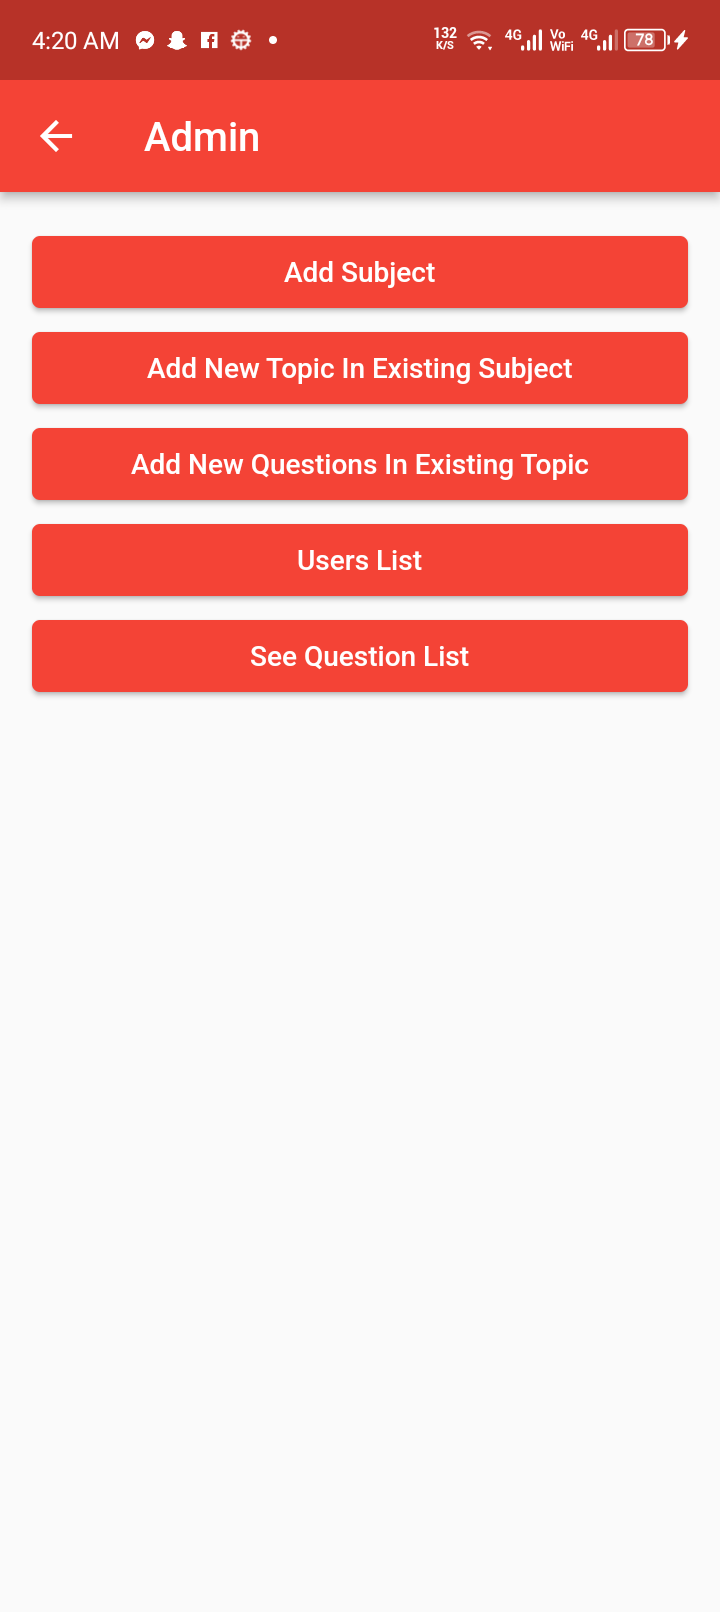 4:20 AM 132 K/S 4G Vo WiFi 4G 78
Admin
Add Subject
Add New Topic In Existing Subject
Add New Questions In Existing Topic
Users List
See Question List